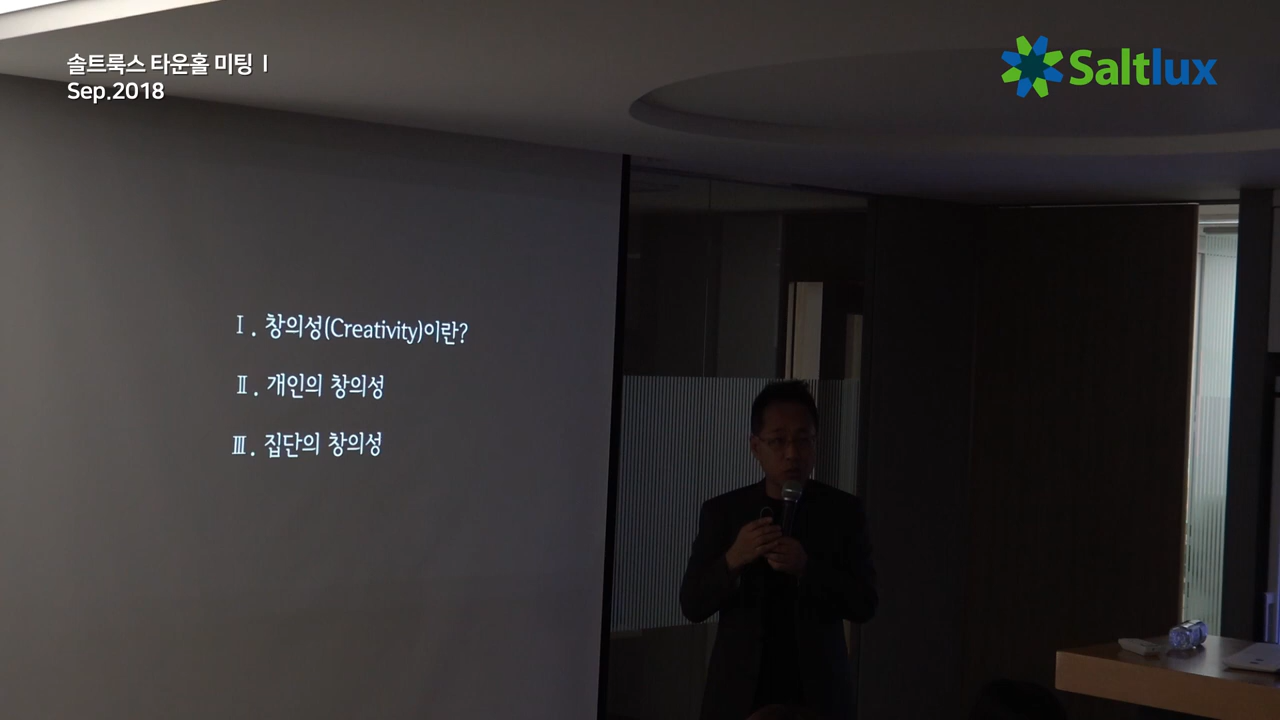 솔트룩스 타운홀 미팅 Ⅰ
Sep.2018
Saltlux
Ⅰ. 창의성(Creativity)이란?
Ⅱ. 개인의 창의성
Ⅲ. 집단의 창의성